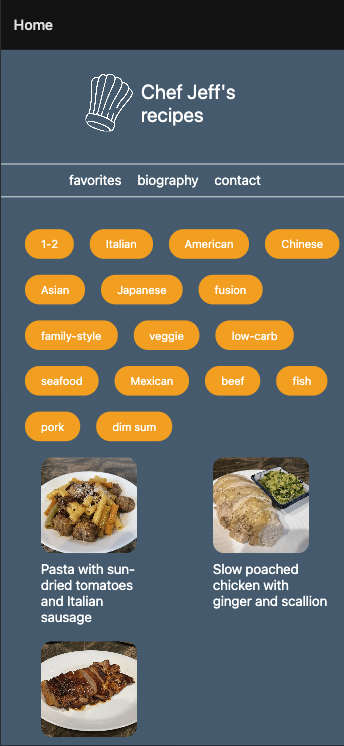 Home
Chef Jeff's
recipes
favorites biography contact
1-2 Italian American Chinese
Asian Japanese fusion
family-style veggie low-carb
seafood Mexican beef fish
pork dim sum
Pasta with sun-
dried tomatoes
and Italian
sausage
Slow poached
chicken with
ginger and scallion